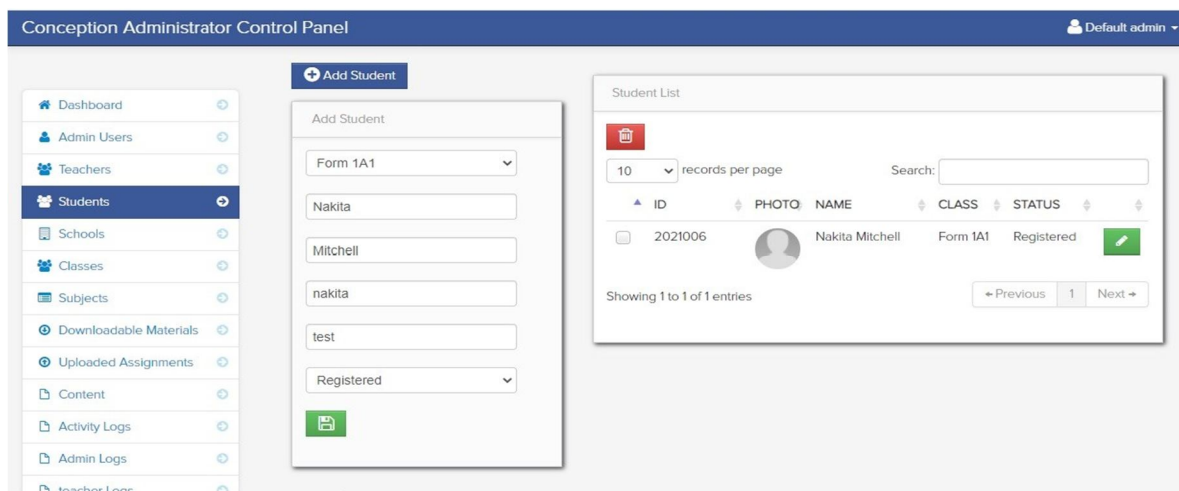 Conception Administrator Control Panel
Default admin
Dashboard
Admin Users
Teachers
Students
Schools
Classes
Subjects
Downloadable Materials
Uploaded Assignments
Content
Activity Logs
Admin Logs
teacher Logs
Add Student
Add Student
Form 1A1
Nakita
Mitchell
nakita
test
Registered
Student List
10 records per page Search:
ID PHOTO NAME CLASS STATUS
2021006 Nakita Mitchell Form 1A1 Registered
Showing 1 to 1 of 1 entries
←Previous 1 Next→